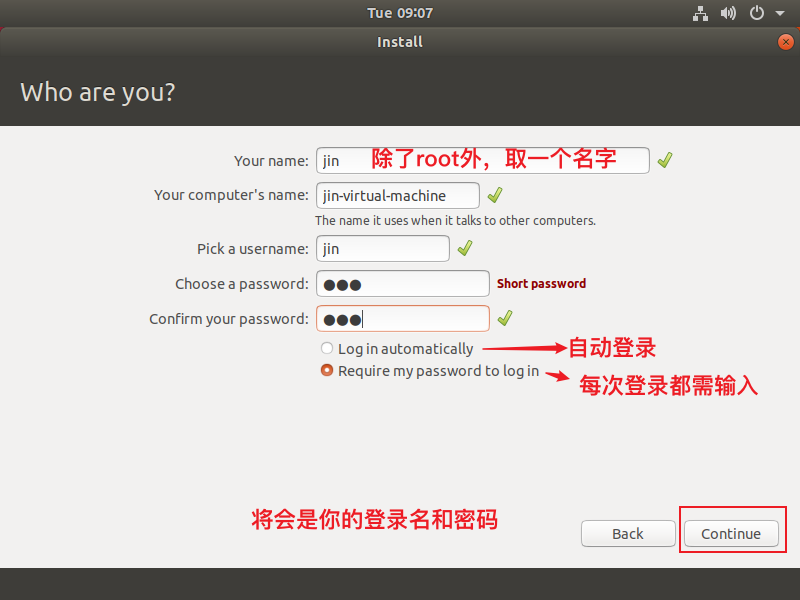 Tue 09:07
Install
Who are you?
Your name: jin 除了root外，取一个名字
Your computer's name: jin-virtual-machine
The name it uses when it talks to other computers.
Pick a username: jin
Choose a password: ●●● Short password
Confirm your password: ●●●
Log in automatically 自动登录
Require my password to log in 每次登录都需输入
将会是你的登录名和密码
Back Continue